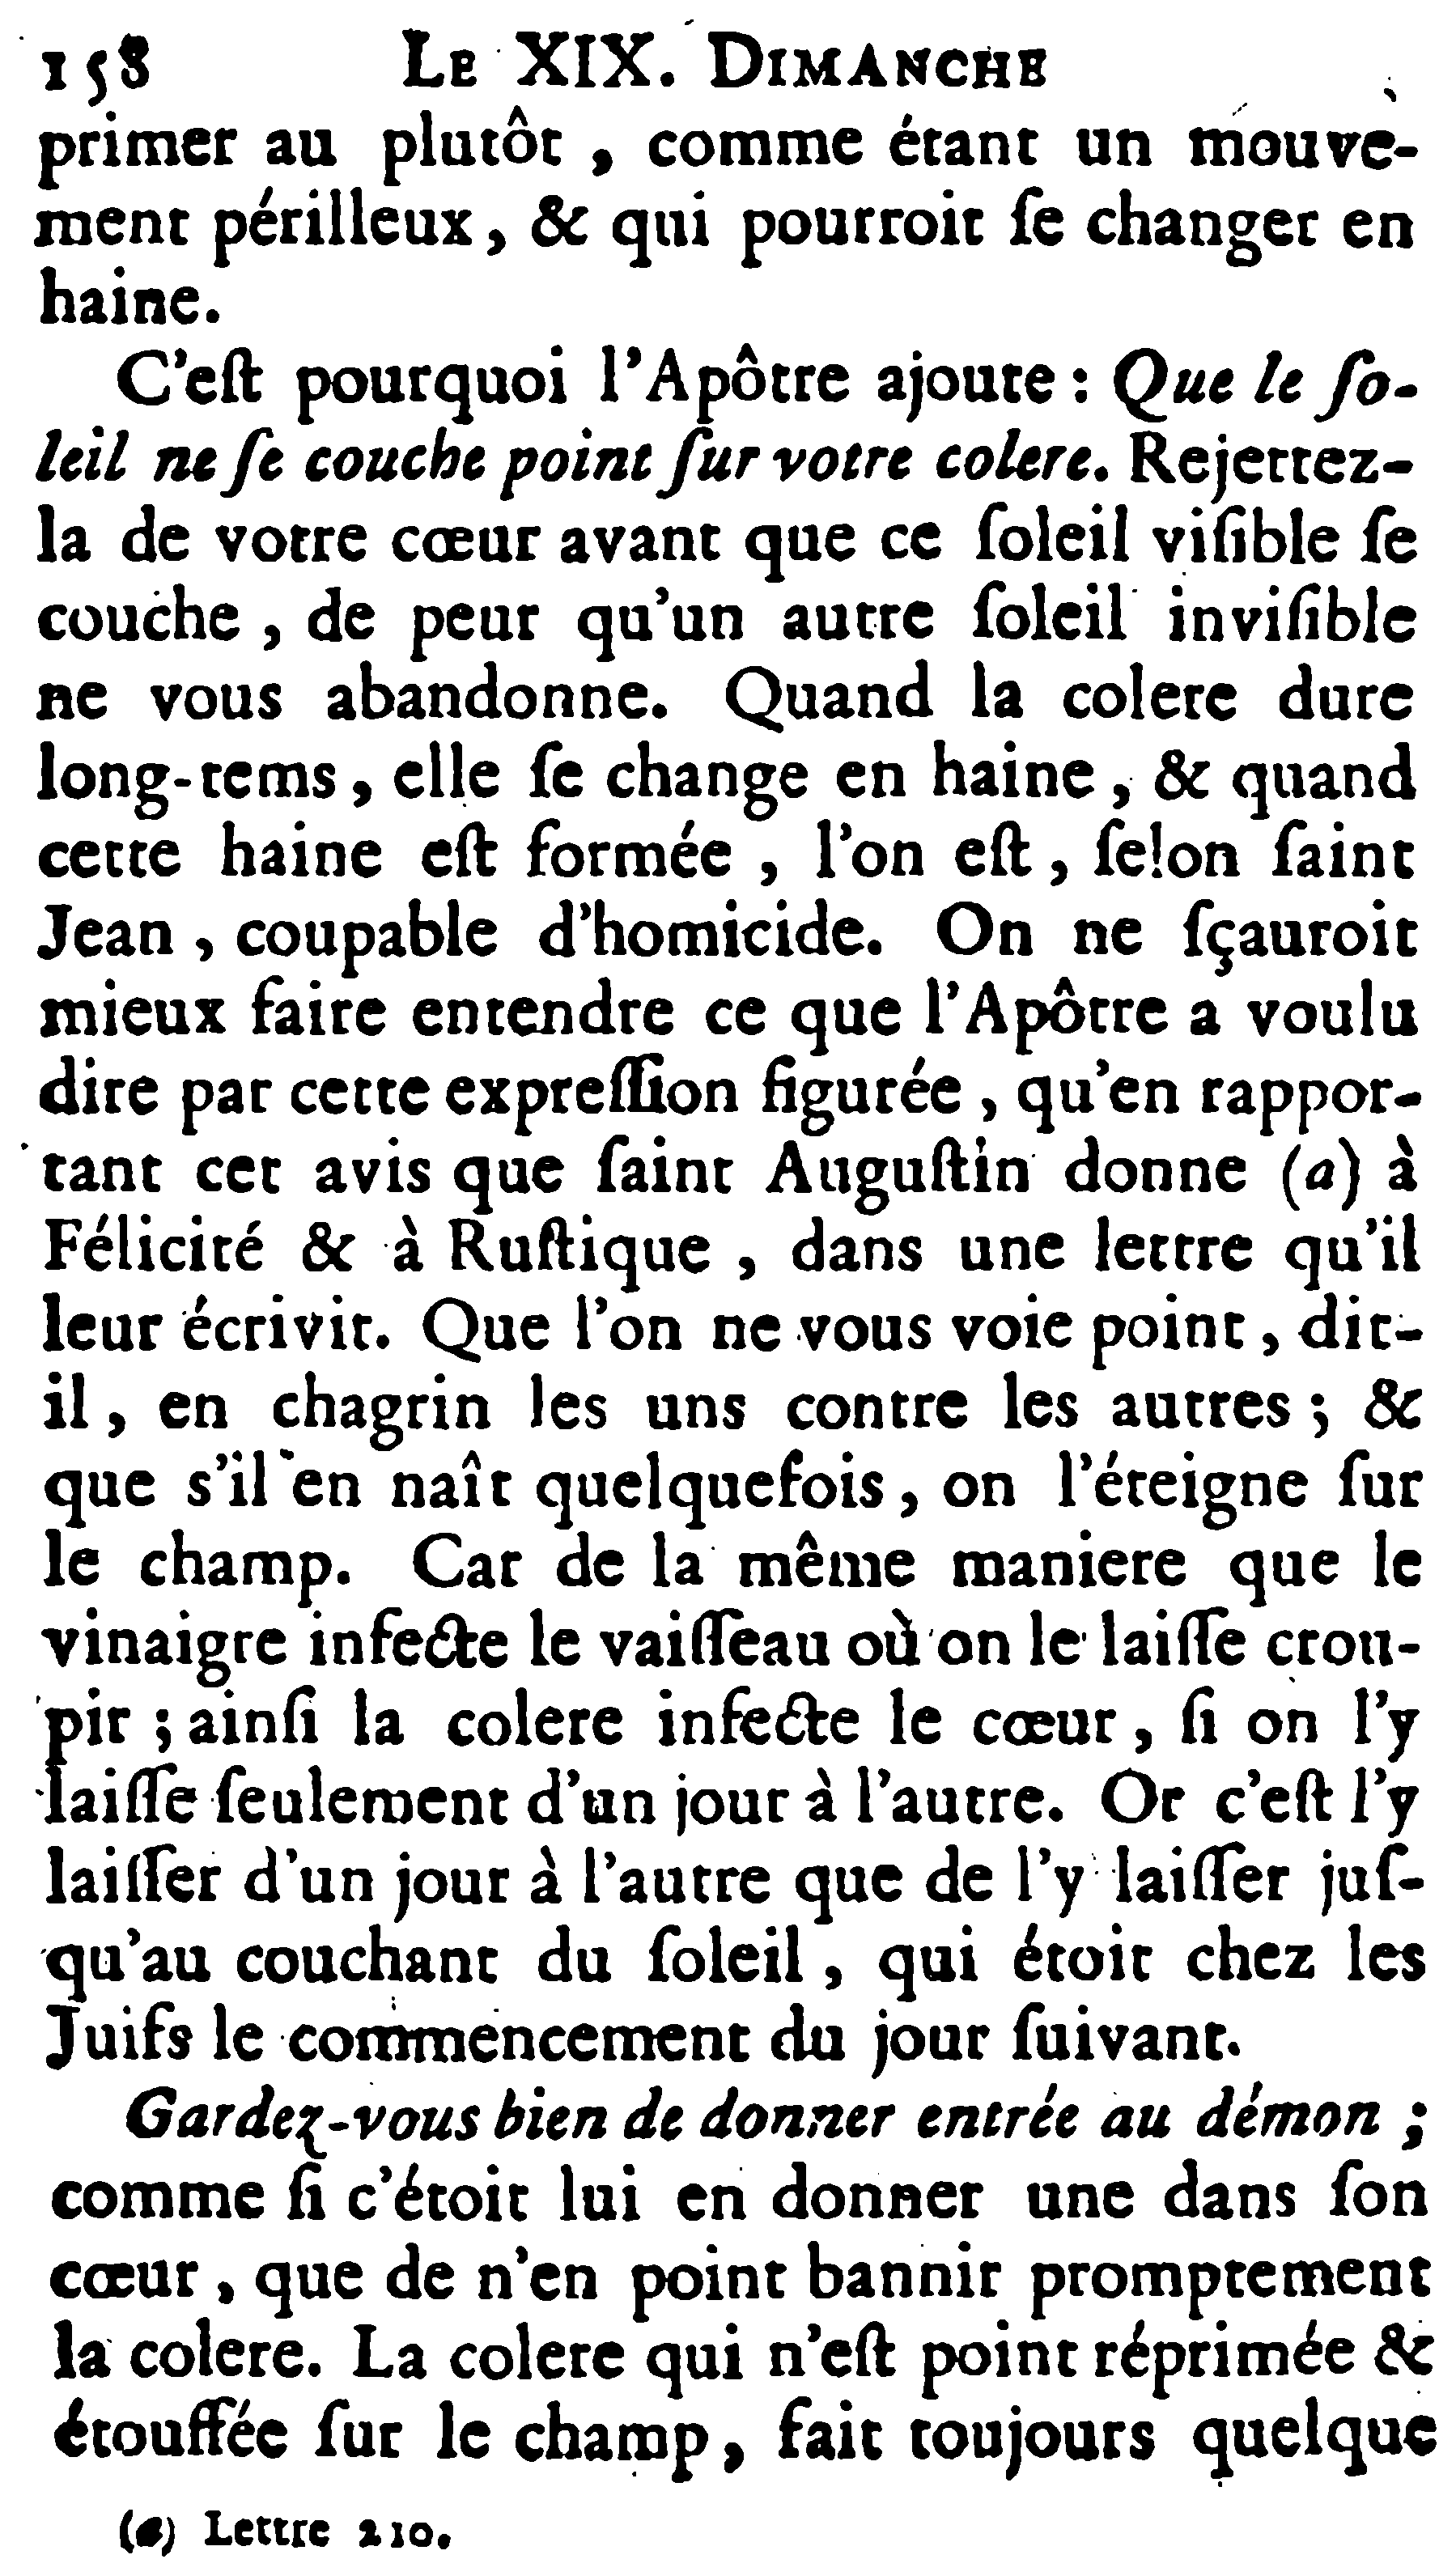 158 LE XIX. DIMANCHE
primer au plutôt , comme étant un mouve-
ment périlleux, & qui pourroit ſe changer en
haine.
C'eſt pourquoi l'Apôtre ajoute : Que le ſo-
leil ne ſe couche point ſur votre colere. Rejettez-
la de votre cœur avant que ce ſoleil viſible ſe
couche , de peur qu'un autre ſoleil inviſible
ne vous abandonne. Quand la colere dure
long-tems, elle ſe change en haine, & quand
cette haine eſt formée , l'on eſt , ſelon ſaint
Jean , coupable d'homicide. On ne ſçauroit
mieux faire entendre ce que l'Apôtre a voulu
dire par cette expreſſion figurée , qu'en rappor-
tant cet avis que ſaint Auguſtin donne (a) à
Félicité & à Ruſtique , dans une lettre qu'il
leur écrivit. Que l'on ne vous voie point , dit-
il , en chagrin les uns contre les autres ; &
que s'il en naît quelquefois, on l'éteigne ſur
le champ. Car de la même maniere que le
vinaigre infecte le vaiſſeau où on le laiſſe crou-
pir ; ainſi la colere infecte le cœur , ſi on l'y
laiſſe ſeulement d'un jour à l'autre. Or c'eſt l'y
laiſſer d'un jour à l'autre que de l'y laiſſer juſ-
qu'au couchant du ſoleil , qui étoit chez les
Juifs le commencement du jour ſuivant.
Gardez-vous bien de donner entrée au démon ;
comme ſi c'étoit lui en donner une dans ſon
cœur , que de n'en point bannir promptement
la colere. La colere qui n'eſt point réprimée &
étouffée ſur le champ, fait toujours quelque
(a) Lettre 210.